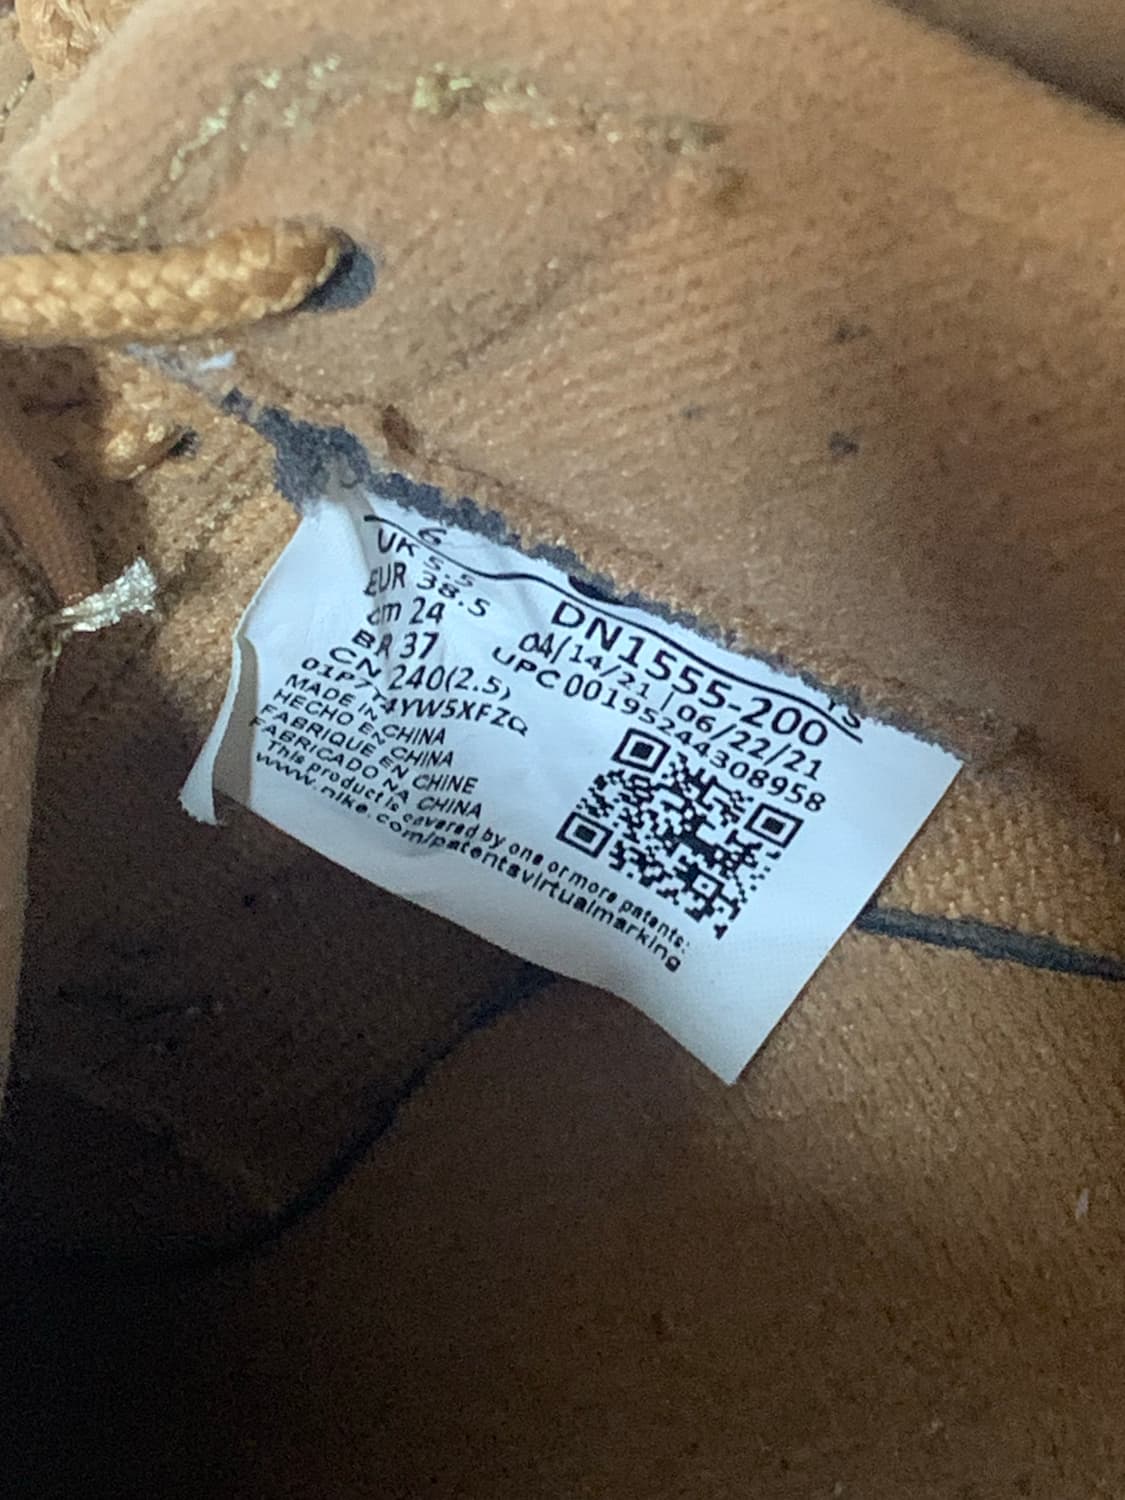 6 YS
UK 5.5
EUR 38.5
cm 24
BR 37
CN 240(2.5)
DN1555-200
04/14/21 | 06/22/21
UPC 00195244308958
MADE IN CHINA
HECHO EN CHINA
FABRIQUE EN CHINE
FABRICADO NA CHINA
This product is covered by one or more patents:
www.nike.com/patentsvirtualmarking